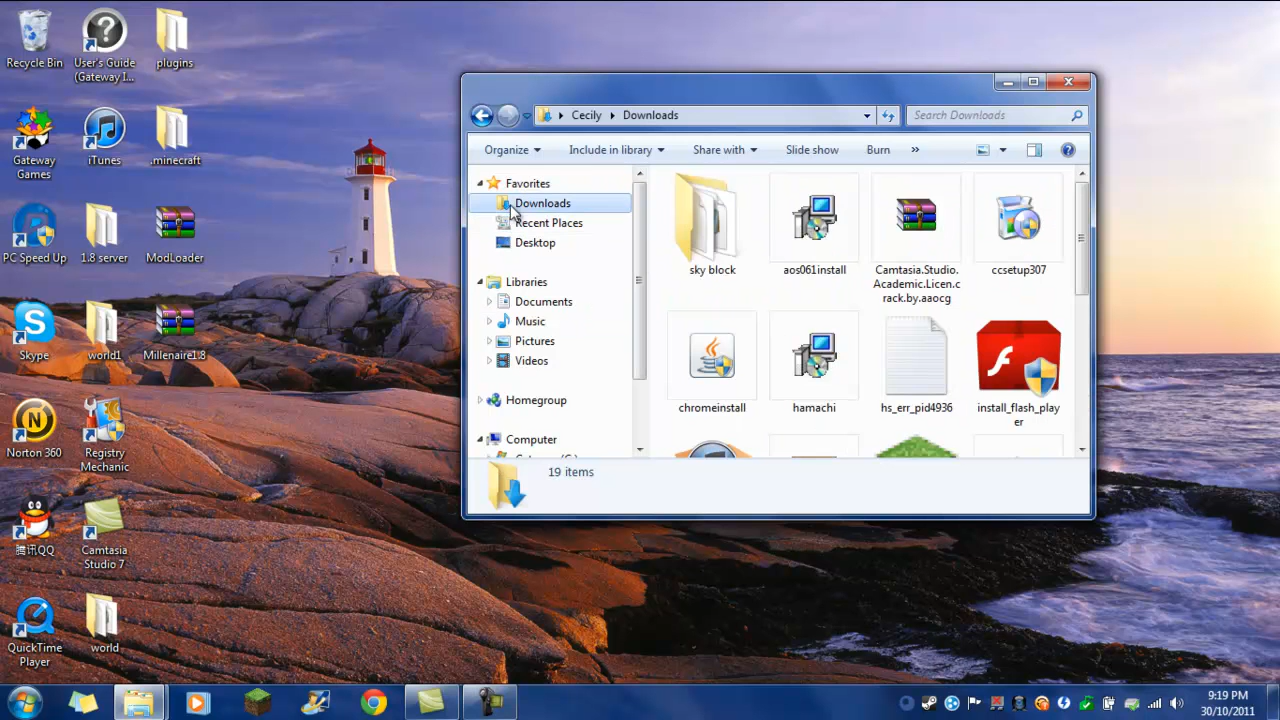 Recycle Bin
User's Guide
(Gateway I...
plugins
Gateway
Games
iTunes
.minecraft
PC Speed Up
1.8 server
ModLoader
Skype
world1
Millenaire1.8
Norton 360
Registry
Mechanic
腾讯QQ
Camtasia
Studio 7
QuickTime
Player
world
Cecily
Downloads
Search Downloads
Organize
Include in library
Share with
Slide show
Burn
»
Favorites
Downloads
Recent Places
Desktop
Libraries
Documents
Music
Pictures
Videos
Homegroup
Computer
sky block
aos061install
Camtasia.Studio.
Academic.Licen.c
rack.by.aaocg
ccsetup307
chromeinstall
hamachi
hs_err_pid4936
install_flash_play
er
19 items
9:19 PM
30/10/2011